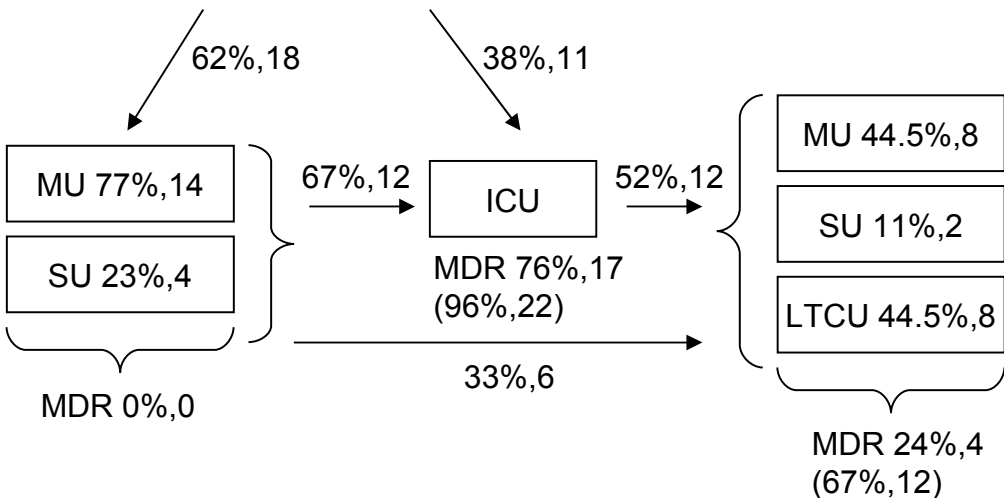 62%,18
38%,11
MU 77%,14
SU 23%,4
MDR 0%,0
67%,12
ICU
MDR 76%,17
(96%,22)
52%,12
33%,6
MU 44.5%,8
SU 11%,2
LTCU 44.5%,8
MDR 24%,4
(67%,12)